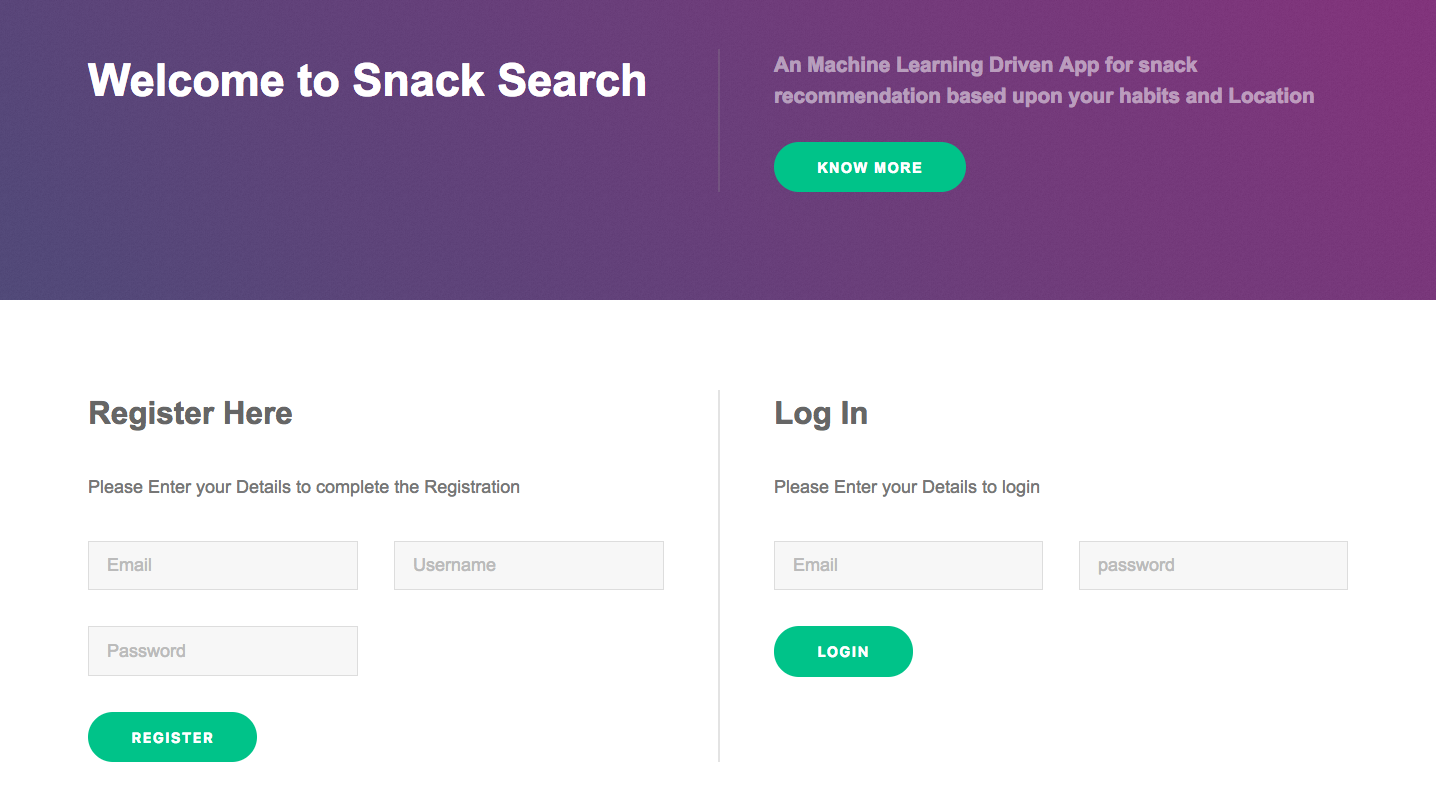 Welcome to Snack Search
An Machine Learning Driven App for snack
recommendation based upon your habits and Location
KNOW MORE
Register Here
Please Enter your Details to complete the Registration
Email
Username
Password
REGISTER
Log In
Please Enter your Details to login
Email
password
LOGIN